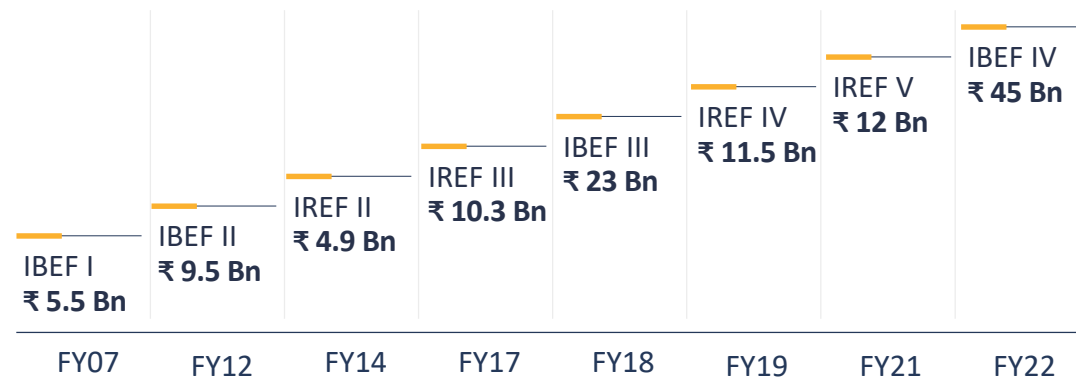 IBEF I
₹ 5.5 Bn
IBEF II
₹ 9.5 Bn
IREF II
₹ 4.9 Bn
IREF III
₹ 10.3 Bn
IBEF III
₹ 23 Bn
IREF IV
₹ 11.5 Bn
IREF V
₹ 12 Bn
IBEF IV
₹ 45 Bn
FY07 FY12 FY14 FY17 FY18 FY19 FY21 FY22